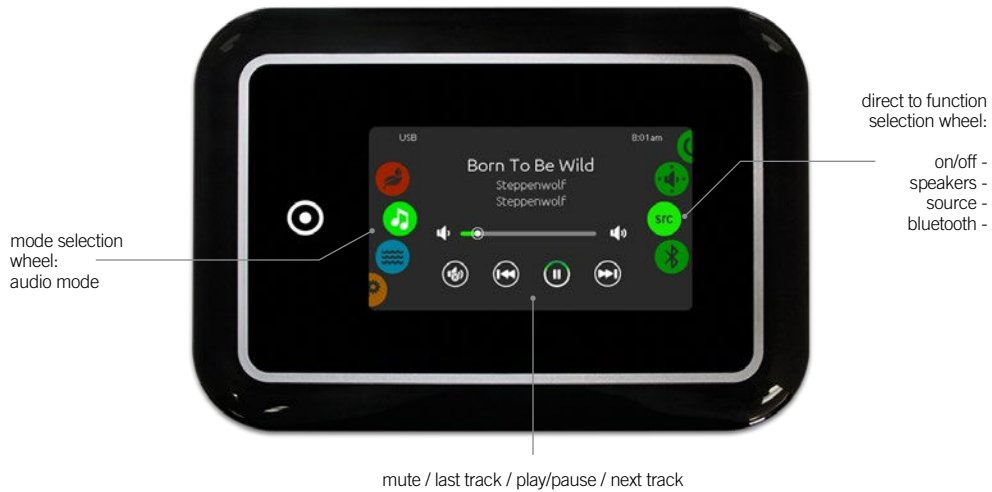 USB
8:01am
Born To Be Wild
Steppenwolf
Steppenwolf
src
mode selection
wheel:
audio mode
direct to function
selection wheel:
on/off -
speakers -
source -
bluetooth -
mute / last track / play/pause / next track